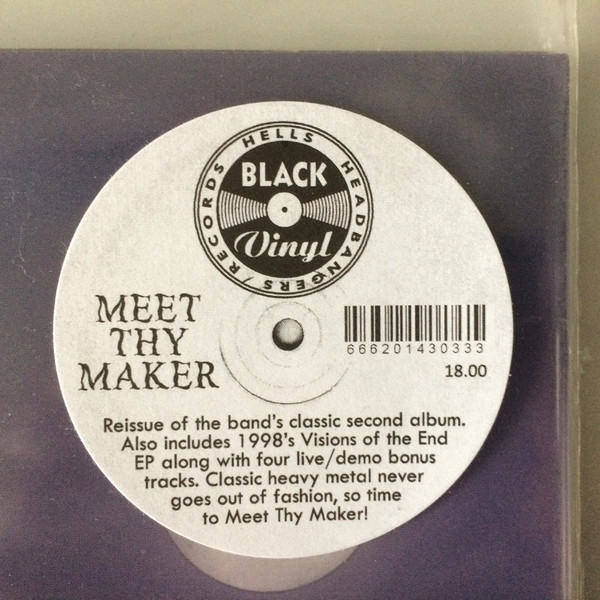 HELLS HEADBANGERS / RECORDS
BLACK
Vinyl
MEET
THY
MAKER
666201430333
18.00
Reissue of the band's classic second album.
Also includes 1998's Visions of the End
EP along with four live/demo bonus
tracks. Classic heavy metal never
goes out of fashion, so time
to Meet Thy Maker!